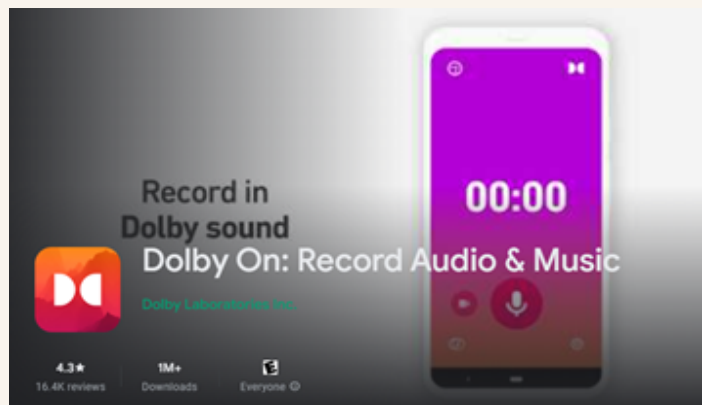 Record in
Dolby sound
00:00
Dolby On: Record Audio & Music
Dolby Laboratories Inc.
4.3★
1M+
E
16.4K reviews
Downloads
Everyone